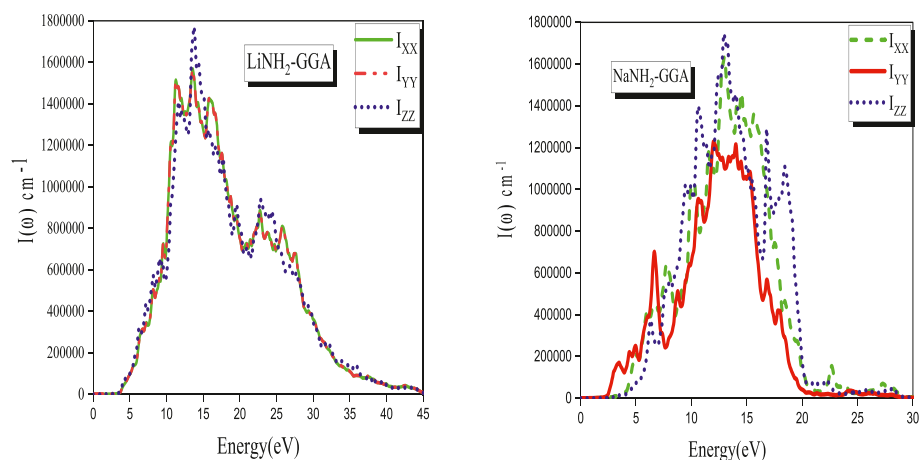 1800000
1600000
1400000
1200000
1000000
800000
600000
400000
200000
0
I(ω) cm⁻¹
0 5 10 15 20 25 30 35 40 45
Energy(eV)
LiNH₂-GGA
I_XX
I_YY
I_ZZ
1800000
1600000
1400000
1200000
1000000
800000
600000
400000
200000
0
I(ω) cm⁻¹
0 5 10 15 20 25 30
Energy(eV)
NaNH₂-GGA
I_XX
I_YY
I_ZZ